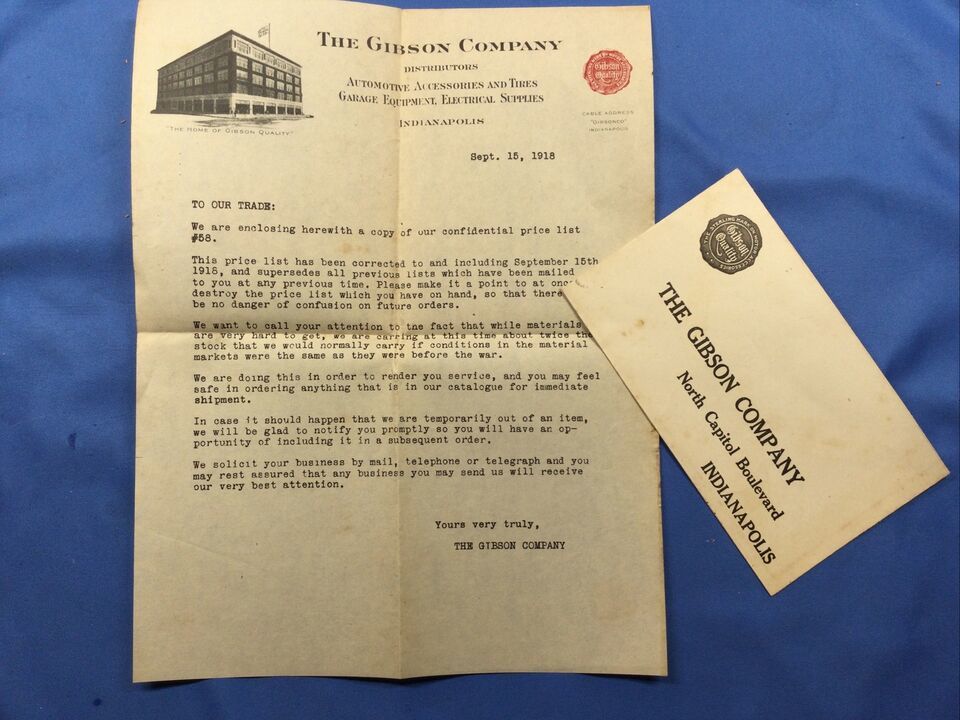 THE GIBSON COMPANY
DISTRIBUTORS
AUTOMOTIVE ACCESSORIES AND TIRES
GARAGE EQUIPMENT, ELECTRICAL SUPPLIES
INDIANAPOLIS
"THE HOME OF GIBSON QUALITY"
Gibson
Quality
CABLE ADDRESS
"GIBSONCO"
INDIANAPOLIS
Sept. 15, 1918
TO OUR TRADE:
We are enclosing herewith a copy of our confidential price list
#58.
This price list has been corrected to and including September 15th
1918, and supersedes all previous lists which have been mailed
to you at any previous time. Please make it a point to at once
destroy the price list which you have on hand, so that there
be no danger of confusion on future orders.
We want to call your attention to the fact that while materials
are very hard to get, we are carring at this time about twice the
stock that we would normally carry if conditions in the material
markets were the same as they were before the war.
We are doing this in order to render you service, and you may feel
safe in ordering anything that is in our catalogue for immediate
shipment.
In case it should happen that we are temporarily out of an item,
we will be glad to notify you promptly so you will have an op-
portunity of including it in a subsequent order.
We solicit your business by mail, telephone or telegraph and you
may rest assured that any business you may send us will receive
our very best attention.
Yours very truly,
THE GIBSON COMPANY
THE STERLING MARK ON MOTOR ACCESSORIES
Gibson
Quality
THE GIBSON COMPANY
North Capitol Boulevard
INDIANAPOLIS